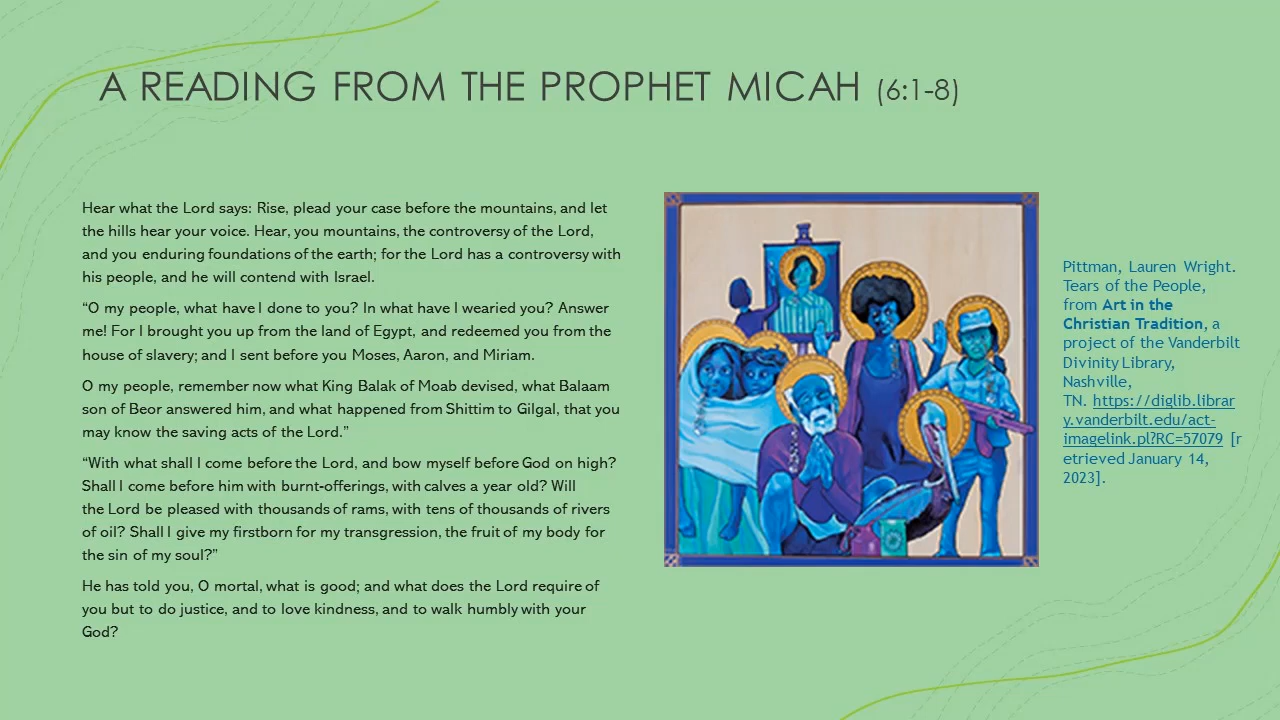 A READING FROM THE PROPHET MICAH (6:1-8)
Hear what the Lord says: Rise, plead your case before the mountains, and let
the hills hear your voice. Hear, you mountains, the controversy of the Lord,
and you enduring foundations of the earth; for the Lord has a controversy with
his people, and he will contend with Israel.
“O my people, what have I done to you? In what have I wearied you? Answer
me! For I brought you up from the land of Egypt, and redeemed you from the
house of slavery; and I sent before you Moses, Aaron, and Miriam.
O my people, remember now what King Balak of Moab devised, what Balaam
son of Beor answered him, and what happened from Shittim to Gilgal, that you
may know the saving acts of the Lord.”
“With what shall I come before the Lord, and bow myself before God on high?
Shall I come before him with burnt-offerings, with calves a year old? Will
the Lord be pleased with thousands of rams, with tens of thousands of rivers
of oil? Shall I give my firstborn for my transgression, the fruit of my body for
the sin of my soul?”
He has told you, O mortal, what is good; and what does the Lord require of
you but to do justice, and to love kindness, and to walk humbly with your
God?
Pittman, Lauren Wright.
Tears of the People,
from Art in the
Christian Tradition, a
project of the Vanderbilt
Divinity Library,
Nashville,
TN. https://diglib.librar
y.vanderbilt.edu/act-
imagelink.pl?RC=57079 [r
etrieved January 14,
2023].